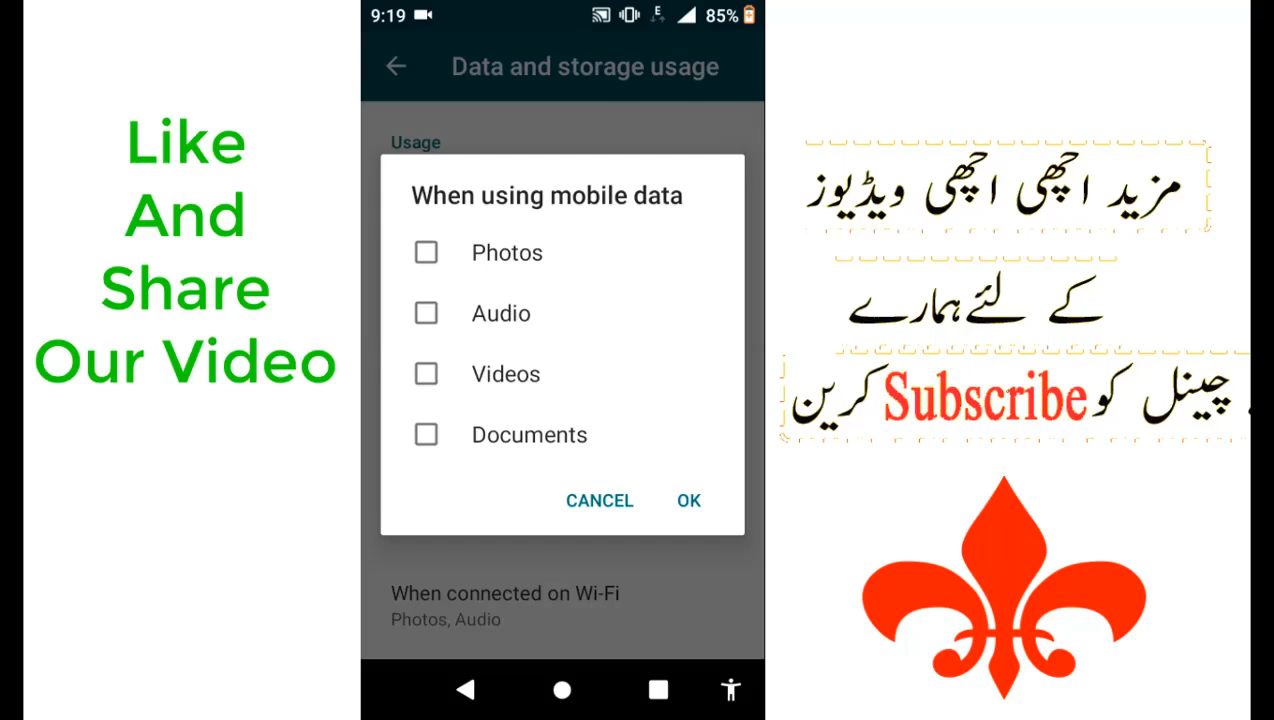 Like
And
Share
Our Video
9:19
E
85%
Data and storage usage
Usage
When using mobile data
Photos
Audio
Videos
Documents
CANCEL
OK
When connected on Wi-Fi
Photos, Audio
مزید اچھی اچھی ویڈیوز
کے لئے ہمارے
چینل کو Subscribe کریں